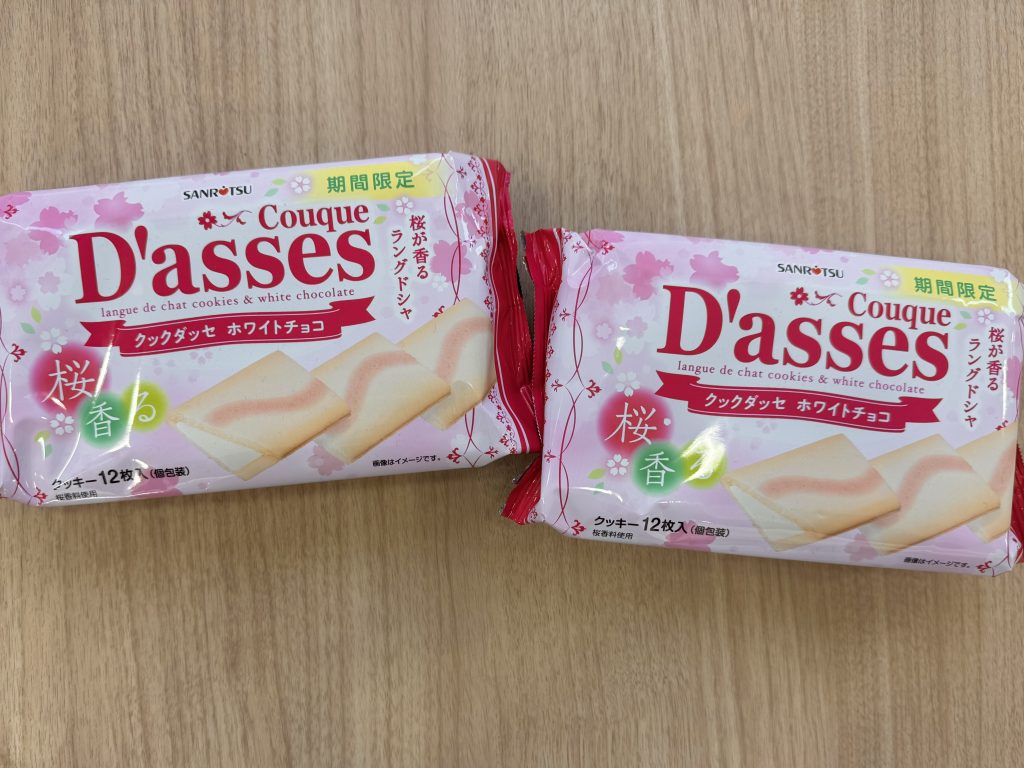 SANRITSU
期間限定
Couque
D'asses
langue de chat cookies & white chocolate
クックダッセ ホワイトチョコ
桜が香る
ラングドシャ
桜香る
クッキー12枚入(個包装)
桜香料使用
画像はイメージです。
SANRITSU
期間限定
Couque
D'asses
langue de chat cookies & white chocolate
クックダッセ ホワイトチョコ
桜が香る
ラングドシャ
桜香る
クッキー12枚入(個包装)
桜香料使用
画像はイメージです。